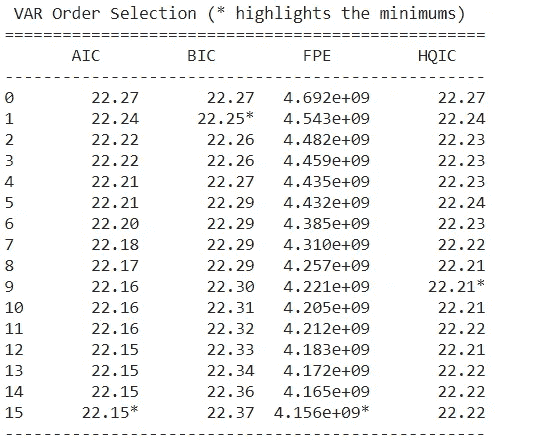 VAR Order Selection (* highlights the minimums)
==================================================
       AIC         BIC         FPE         HQIC
--------------------------------------------------
0        22.27       22.27   4.692e+09       22.27
1        22.24      22.25*   4.543e+09       22.24
2        22.22       22.26   4.482e+09       22.23
3        22.22       22.26   4.459e+09       22.23
4        22.21       22.27   4.435e+09       22.23
5        22.21       22.29   4.432e+09       22.24
6        22.20       22.29   4.385e+09       22.23
7        22.18       22.29   4.310e+09       22.22
8        22.17       22.29   4.257e+09       22.21
9        22.16       22.30   4.221e+09      22.21*
10       22.16       22.31   4.205e+09       22.21
11       22.16       22.32   4.212e+09       22.22
12       22.15       22.33   4.183e+09       22.21
13       22.15       22.34   4.172e+09       22.22
14       22.15       22.36   4.165e+09       22.22
15      22.15*       22.37  4.156e+09*       22.22
--------------------------------------------------